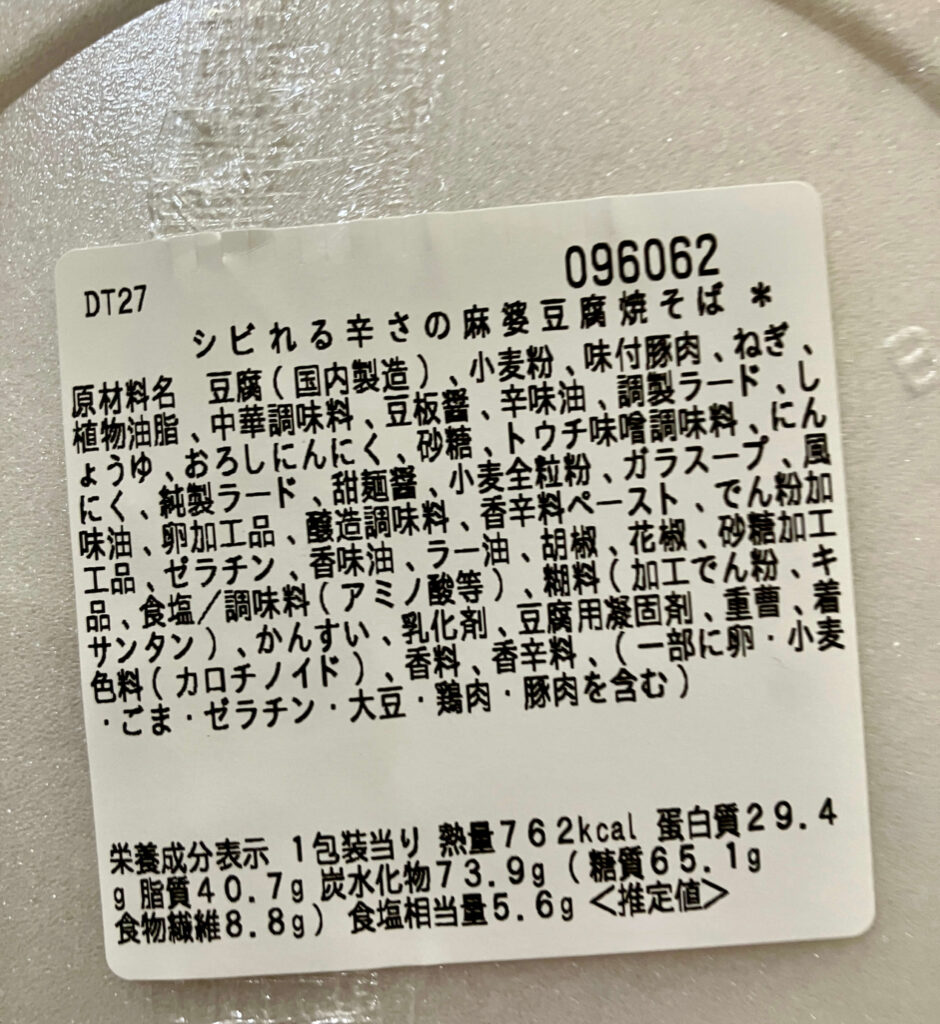 096062
DT27
シビれる辛さの麻婆豆腐焼そば *
原材料名 豆腐(国内製造)、小麦粉、味付豚肉、ねぎ、
植物油脂、中華調味料、豆板醤、辛味油、調製ラード、し
ょうゆ、おろしにんにく、砂糖、トウチ味噌調味料、にん
にく、純製ラード、甜麺醤、小麦全粒粉、ガラスープ、風
味油、卵加工品、醸造調味料、香辛料ペースト、でん粉加
工品、ゼラチン、香味油、ラー油、胡椒、花椒、砂糖加工
品、食塩/調味料(アミノ酸等)、糊料(加工でん粉、キ
サンタン)、かんすい、乳化剤、豆腐用凝固剤、重曹、着
色料(カロチノイド)、香料、香辛料、(一部に卵・小麦
・ごま・ゼラチン・大豆・鶏肉・豚肉を含む)
栄養成分表示 1包装当り 熱量762kcal 蛋白質29.4
g 脂質40.7g 炭水化物73.9g(糖質65.1g
食物繊維8.8g) 食塩相当量5.6g <推定値>